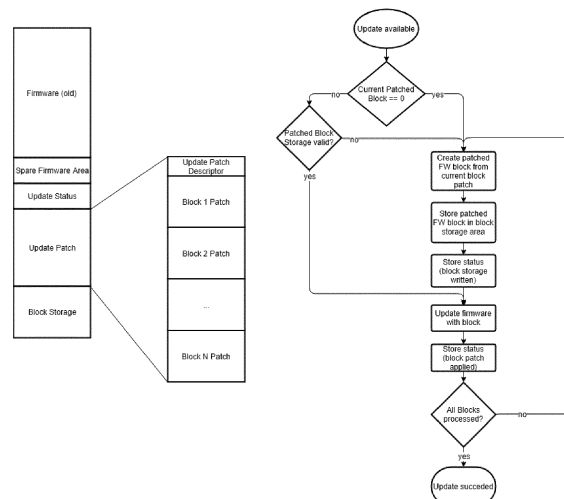 Firmware (old)
Spare Firmware Area
Update Status
Update Patch
Block Storage
Update Patch
Descriptor
Block 1 Patch
Block 2 Patch
...
Block N Patch
Update available
Current Patched
Block == 0
no
yes
Patched Block
Storage valid?
no
yes
Create patched
FW block from
current block
patch
Store patched
FW block in block
storage area
Store status
(block storage
written)
Update firmware
with block
Store status
(block patch
applied)
All Blocks
processed?
no
yes
Update succeded